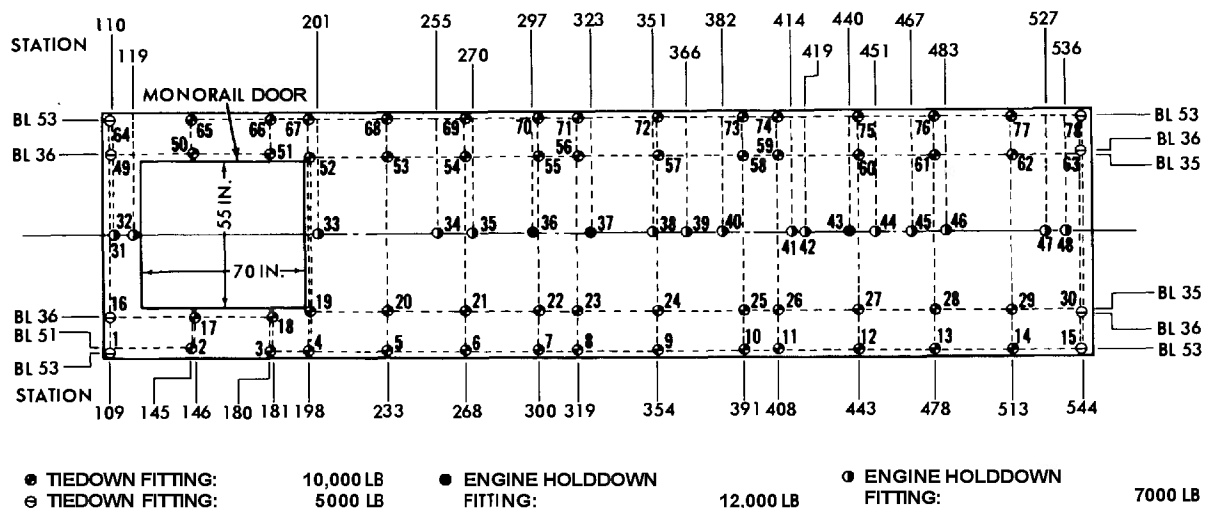 110 201 255 297 323 351 382 414 440 467 527
STATION
119 270 366 419 451 483 536
MONORAIL DOOR
BL 53 64 65 66 67 68 69 70 71 72 73 74 75 76 77 78 BL 53
BL 36
BL 36 49 50 51 52 53 54 55 56 57 58 59 60 61 62 63 BL 35
55 IN.
32 33 34 35 36 37 38 39 40 43 44 45 46
31 41 42 47 48
70 IN.
16 19 20 21 22 23 24 25 26 27 28 29 30 BL 35
BL 36 17 18 BL 36
BL 51 1 2 3 4 5 6 7 8 9 10 11 12 13 14 15 BL 53
BL 53
STATION
109 145 146 180 181 198 233 268 300 319 354 391 408 443 478 513 544
TIEDOWN FITTING: 10,000 LB ENGINE HOLDDOWN ENGINE HOLDDOWN
TIEDOWN FITTING: 5000 LB FITTING: 12,000 LB FITTING: 7000 LB